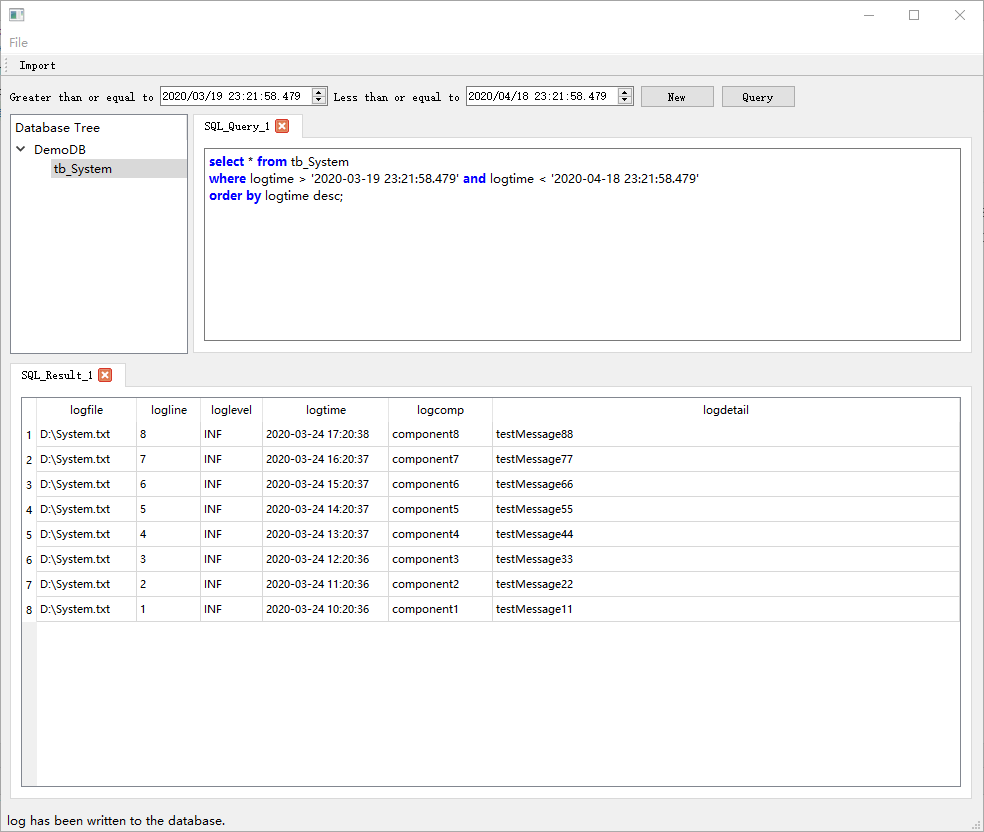 File
Import
Greater than or equal to 2020/03/19 23:21:58.479 Less than or equal to 2020/04/18 23:21:58.479 New Query
Database Tree
DemoDB
tb_System
SQL_Query_1
select * from tb_System
where logtime > '2020-03-19 23:21:58.479' and logtime < '2020-04-18 23:21:58.479'
order by logtime desc;
SQL_Result_1
logfile logline loglevel logtime logcomp logdetail
1 D:\System.txt 8 INF 2020-03-24 17:20:38 component8 testMessage88
2 D:\System.txt 7 INF 2020-03-24 16:20:37 component7 testMessage77
3 D:\System.txt 6 INF 2020-03-24 15:20:37 component6 testMessage66
4 D:\System.txt 5 INF 2020-03-24 14:20:37 component5 testMessage55
5 D:\System.txt 4 INF 2020-03-24 13:20:37 component4 testMessage44
6 D:\System.txt 3 INF 2020-03-24 12:20:36 component3 testMessage33
7 D:\System.txt 2 INF 2020-03-24 11:20:36 component2 testMessage22
8 D:\System.txt 1 INF 2020-03-24 10:20:36 component1 testMessage11
log has been written to the database.